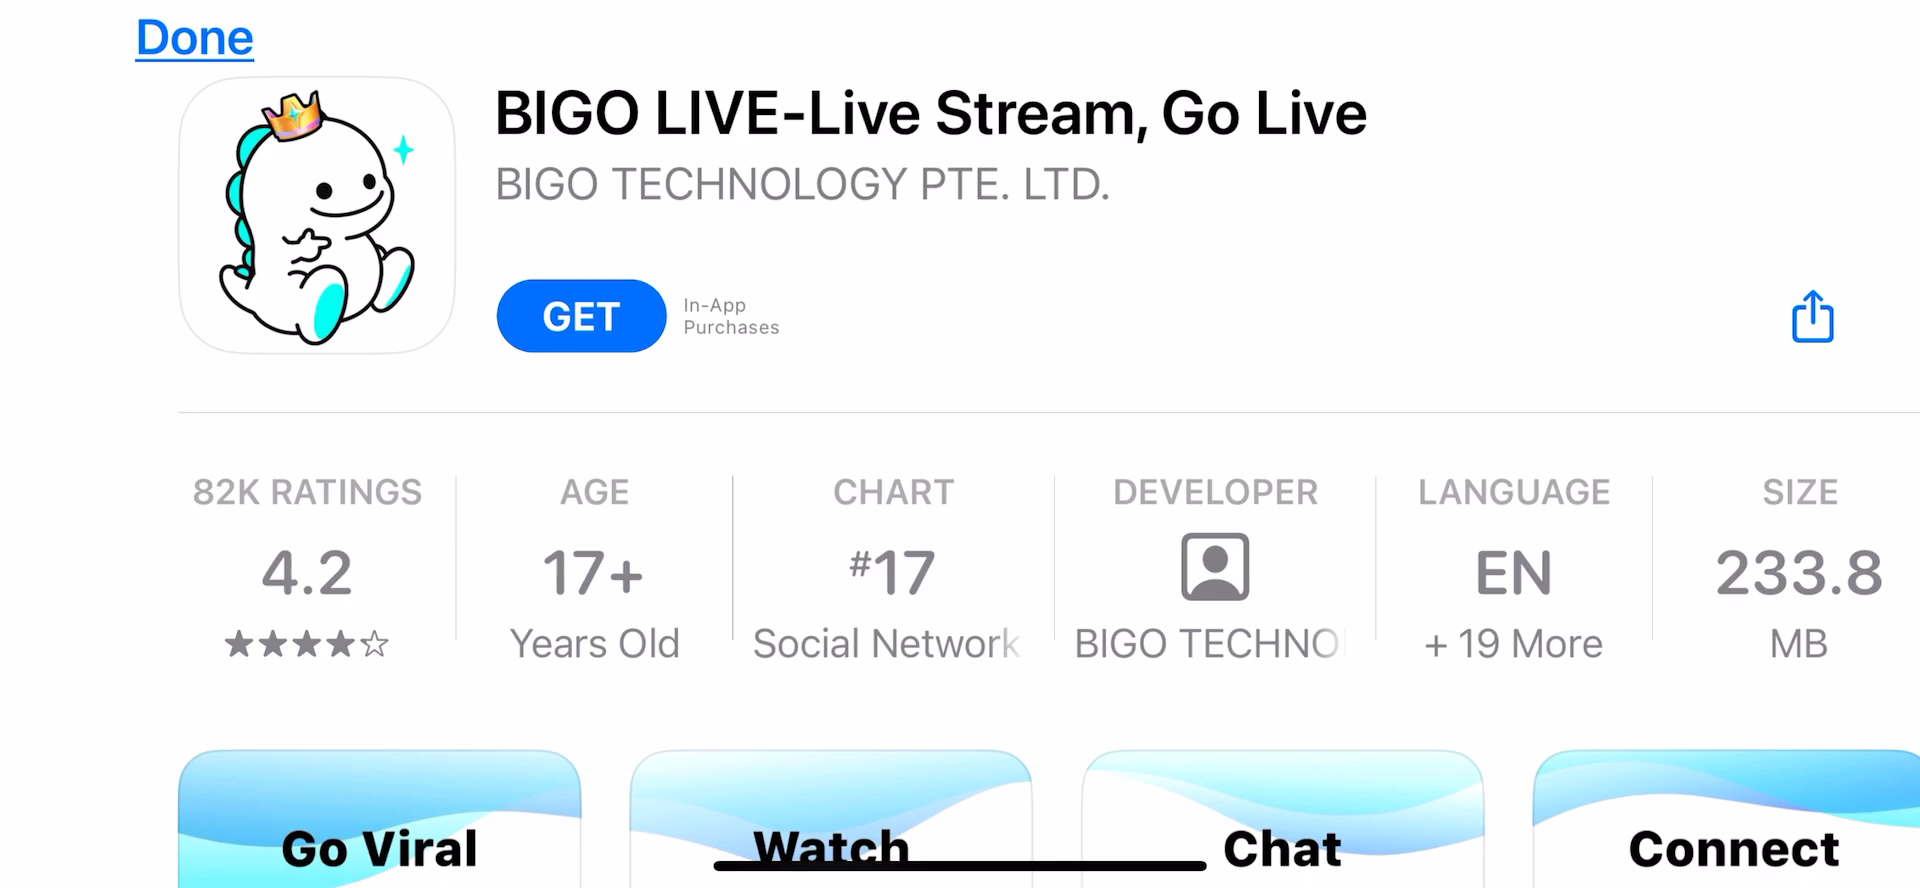 Done
BIGO LIVE-Live Stream, Go Live
BIGO TECHNOLOGY PTE. LTD.
GET
In-App
Purchases
82K RATINGS
4.2
★★★★☆
AGE
17+
Years Old
CHART
#17
Social Network
DEVELOPER
BIGO TECHNO
LANGUAGE
EN
+ 19 More
SIZE
233.8
MB
Go Viral
Watch
Chat
Connect